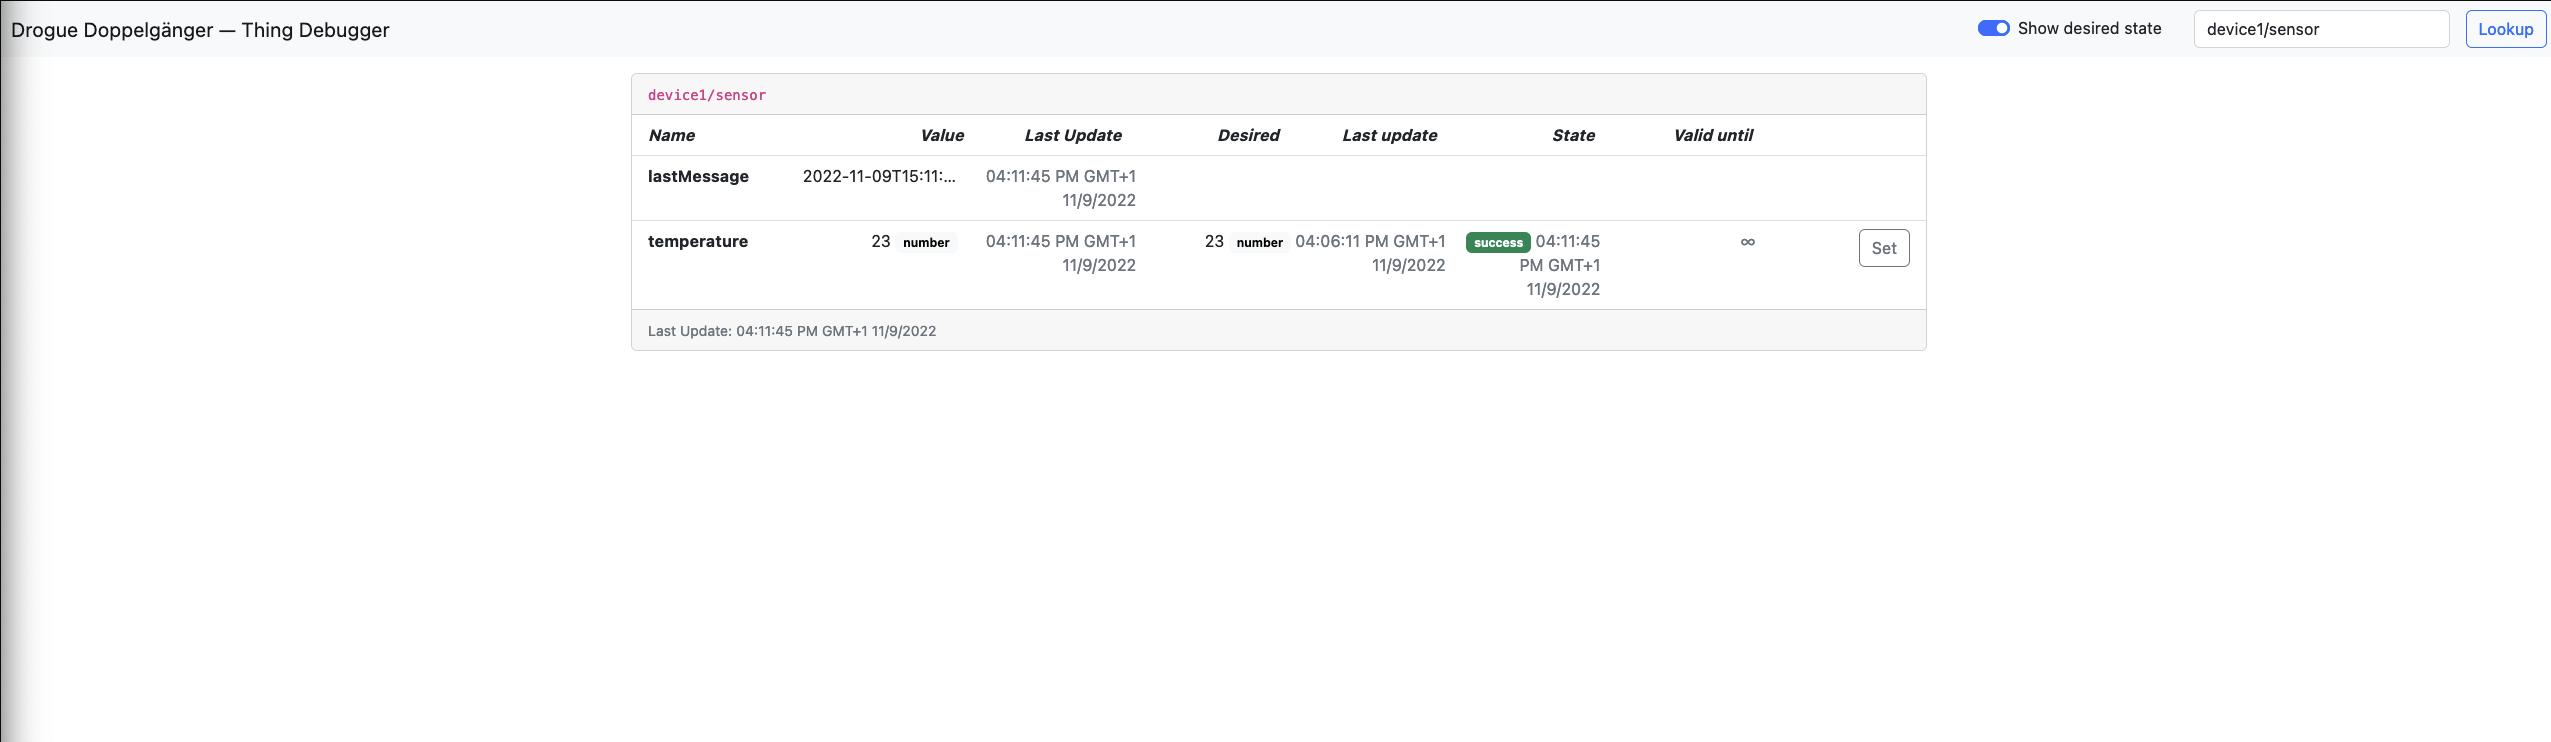 Drogue Doppelgänger — Thing Debugger
Show desired state
device1/sensor
Lookup
device1/sensor
Name Value Last Update Desired Last update State Valid until
lastMessage 2022-11-09T15:11:... 04:11:45 PM GMT+1
11/9/2022
temperature 23 number 04:11:45 PM GMT+1 23 number 04:06:11 PM GMT+1 success 04:11:45 ∞ Set
11/9/2022 11/9/2022 PM GMT+1
11/9/2022
Last Update: 04:11:45 PM GMT+1 11/9/2022